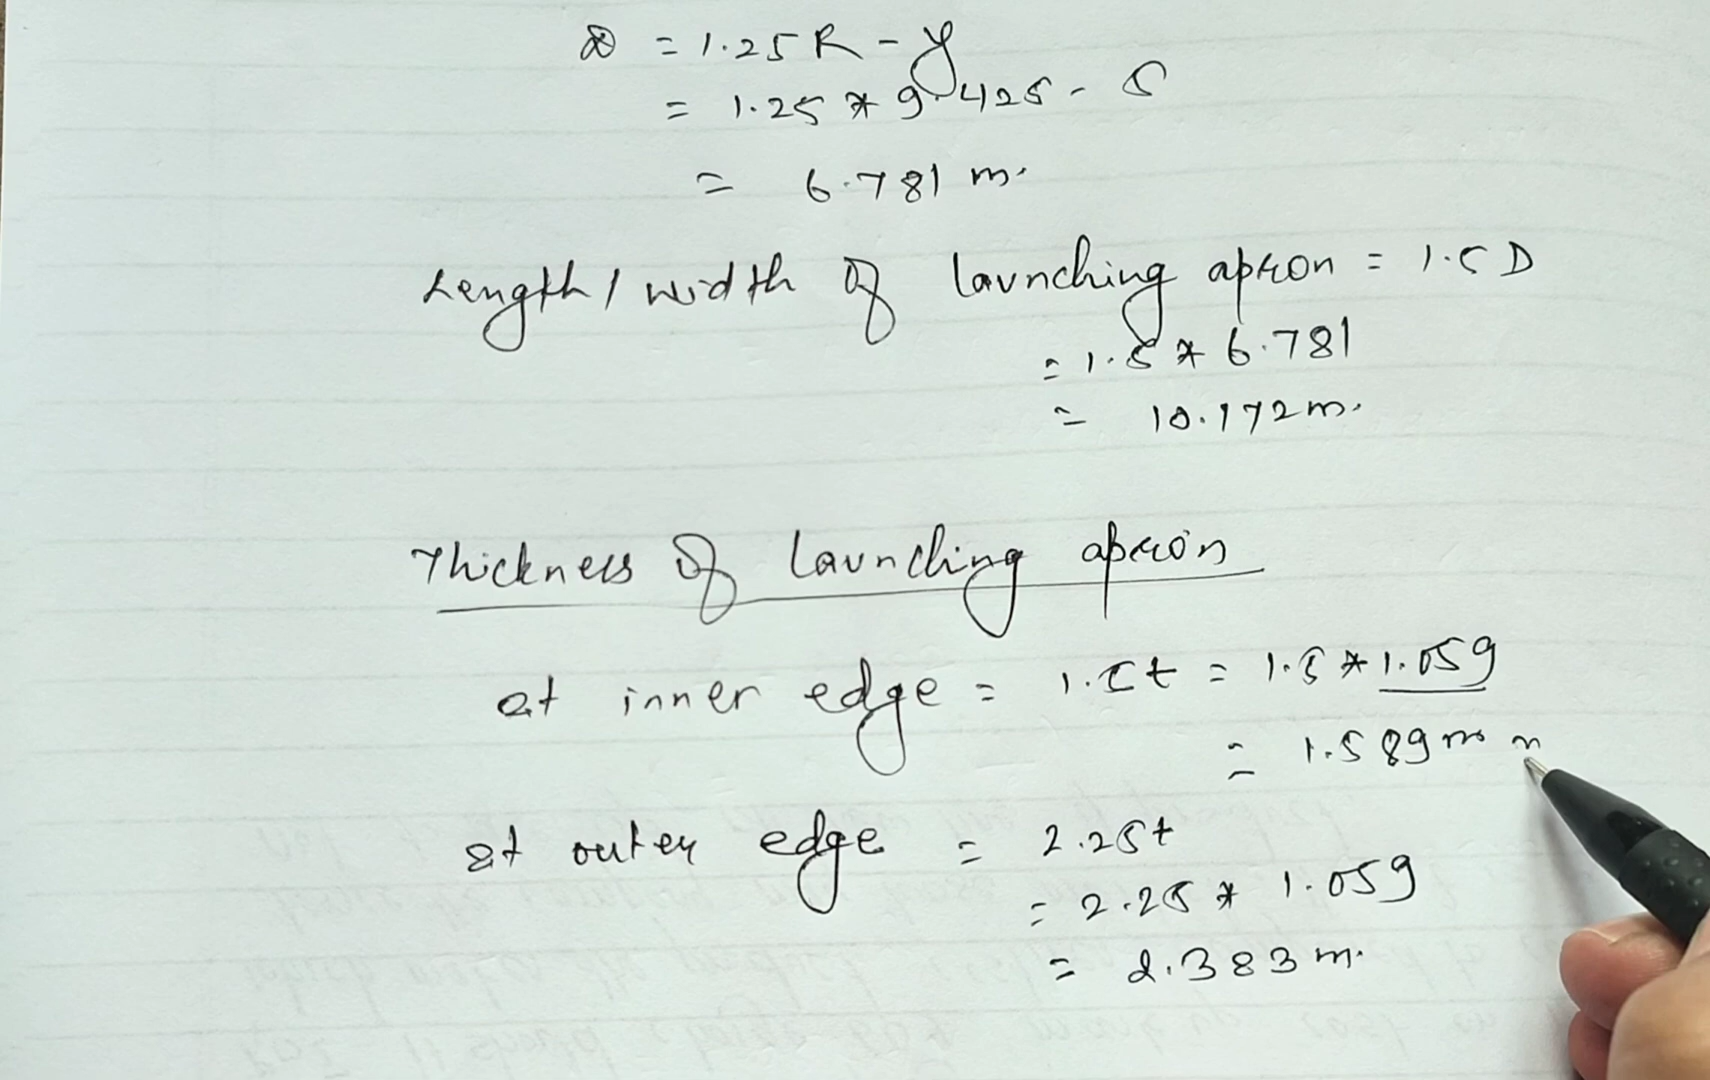 D = 1.25 R - y
= 1.25 * 9.425 - 5
= 6.781 m.
Length / width of launching apron = 1.5 D
= 1.5 * 6.781
= 10.172 m.
Thickness of launching apron
at inner edge = 1.5t = 1.5 * 1.059
= 1.589 m
at outer edge = 2.25t
= 2.25 * 1.059
= 2.383 m.